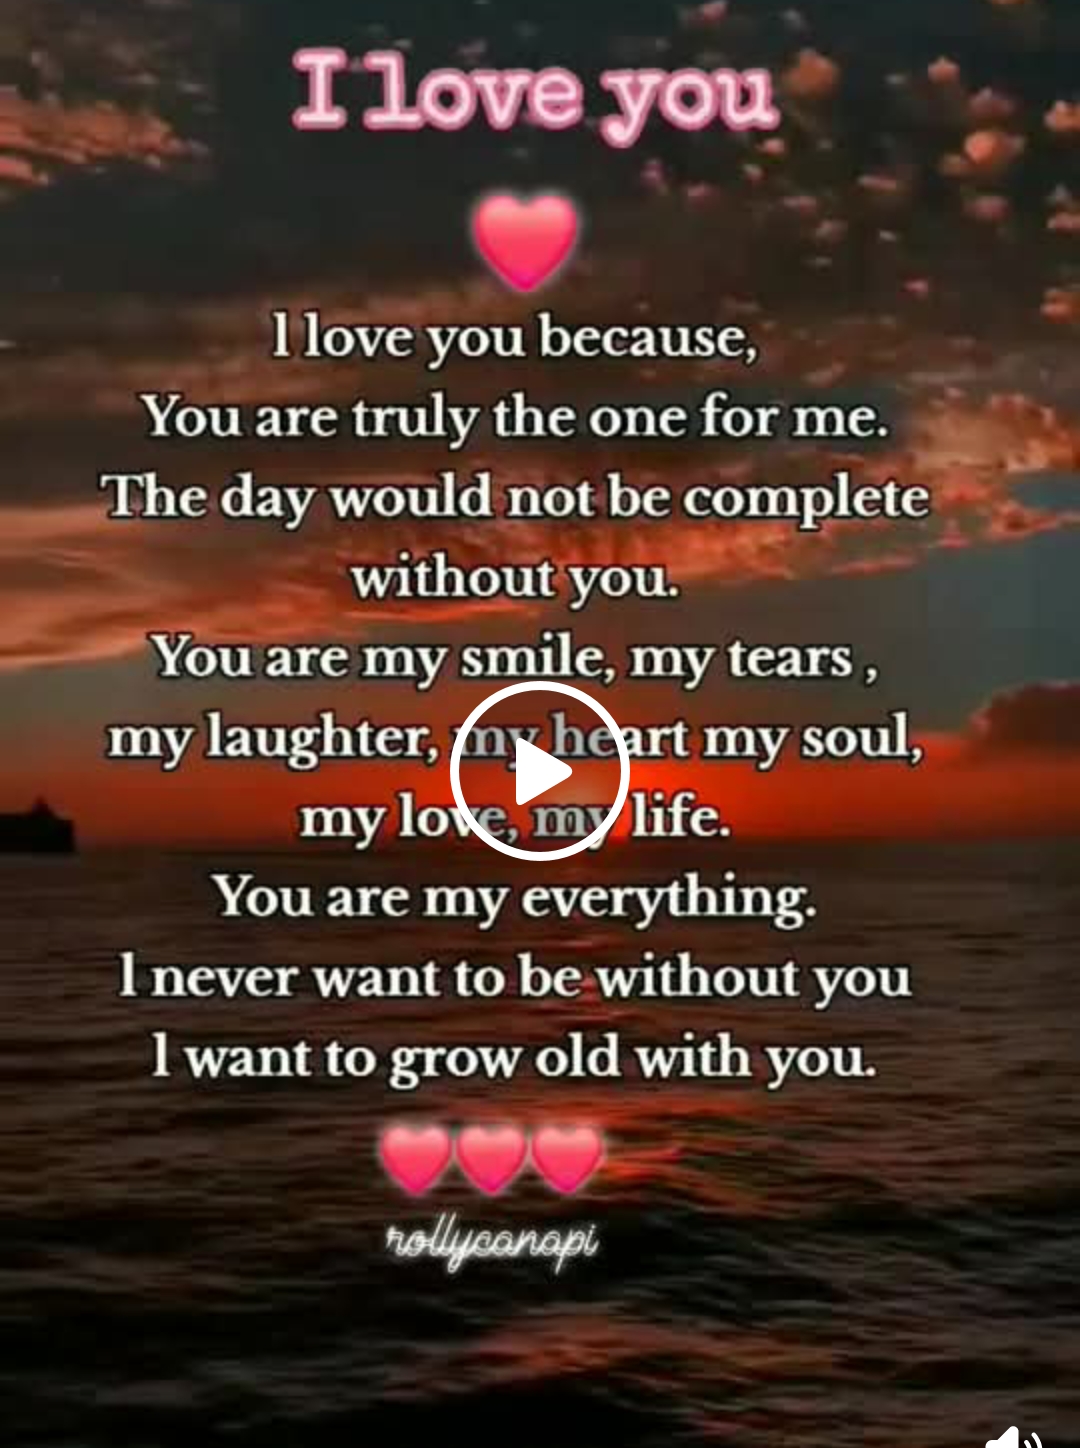 I love you
I love you because,
You are truly the one for me.
The day would not be complete
without you.
You are my smile, my tears ,
my laughter, my heart my soul,
my love, my life.
You are my everything.
I never want to be without you
I want to grow old with you.
rollycanapi